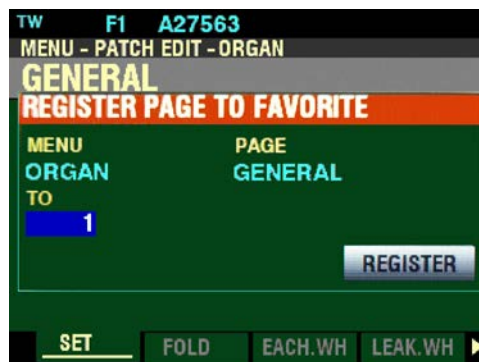 TW F1 A27563
MENU - PATCH EDIT - ORGAN
GENERAL
REGISTER PAGE TO FAVORITE
MENU PAGE
ORGAN GENERAL
TO
1
REGISTER
SET FOLD EACH.WH LEAK.WH